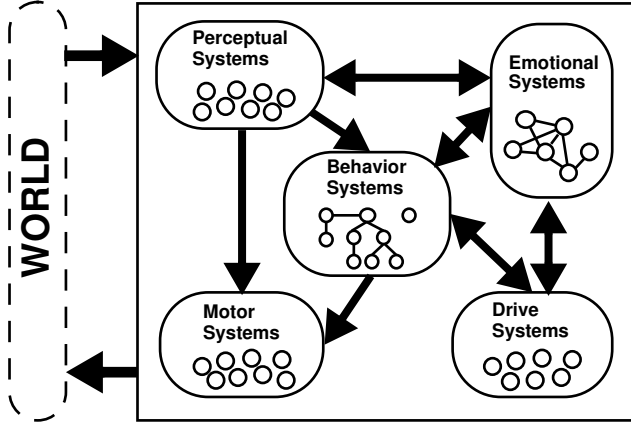 WORLD
Perceptual
Systems
Emotional
Systems
Behavior
Systems
Motor
Systems
Drive
Systems